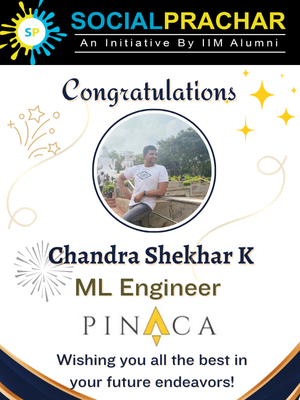 SP
SOCIALPRACHAR
An Initiative By IIM Alumni
Congratulations
Chandra Shekhar K
ML Engineer
PINACA
Wishing you all the best in
your future endeavors!